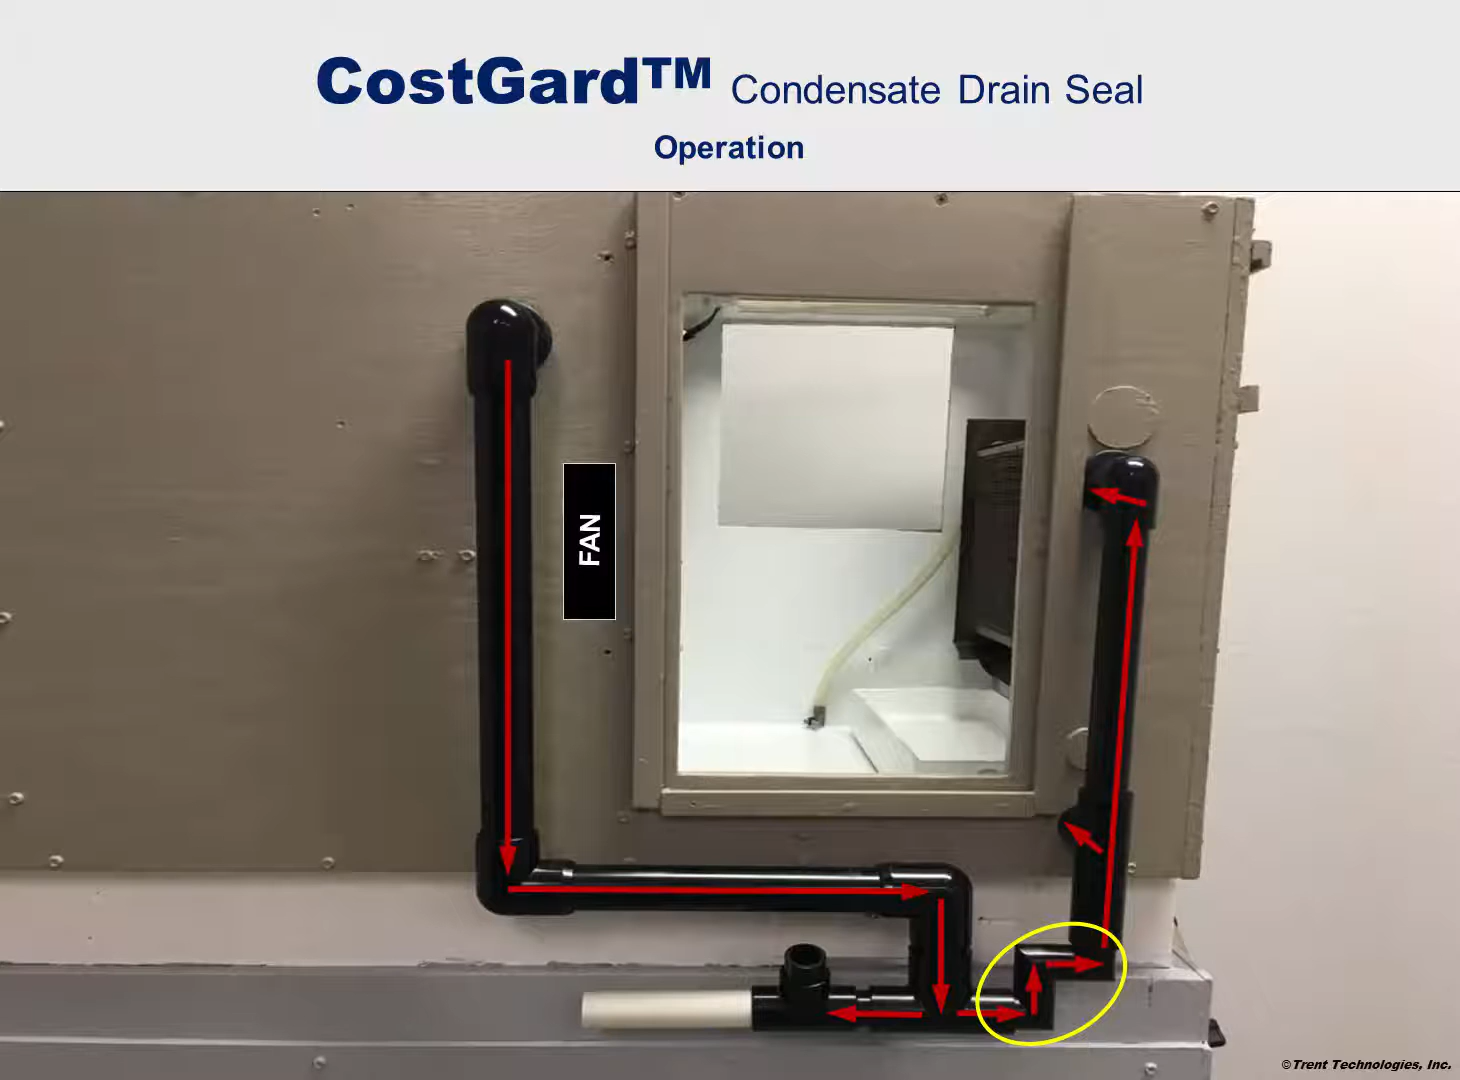 CostGard™ Condensate Drain Seal
Operation
FAN
©Trent Technologies, Inc.